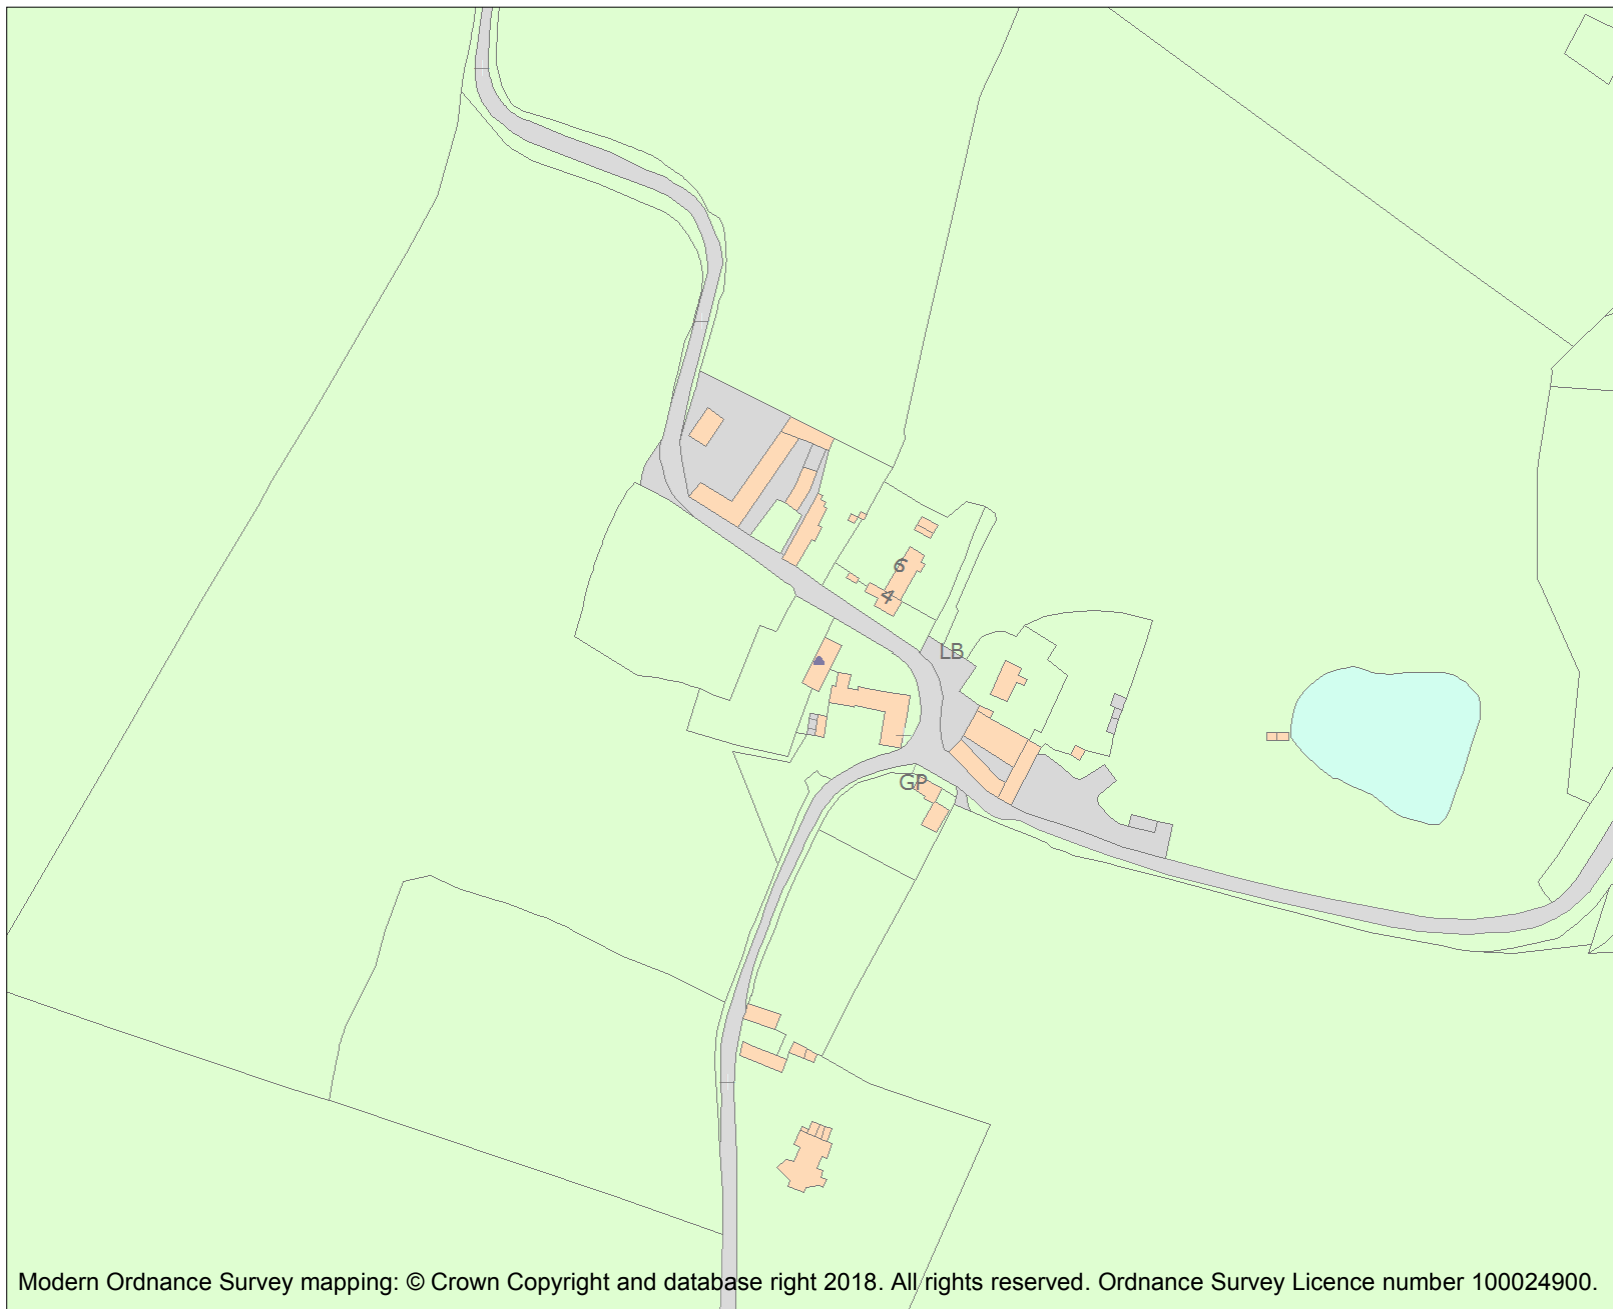 6
4
LB
GP
Modern Ordnance Survey mapping: © Crown Copyright and database right 2018. All rights reserved. Ordnance Survey Licence number 100024900.